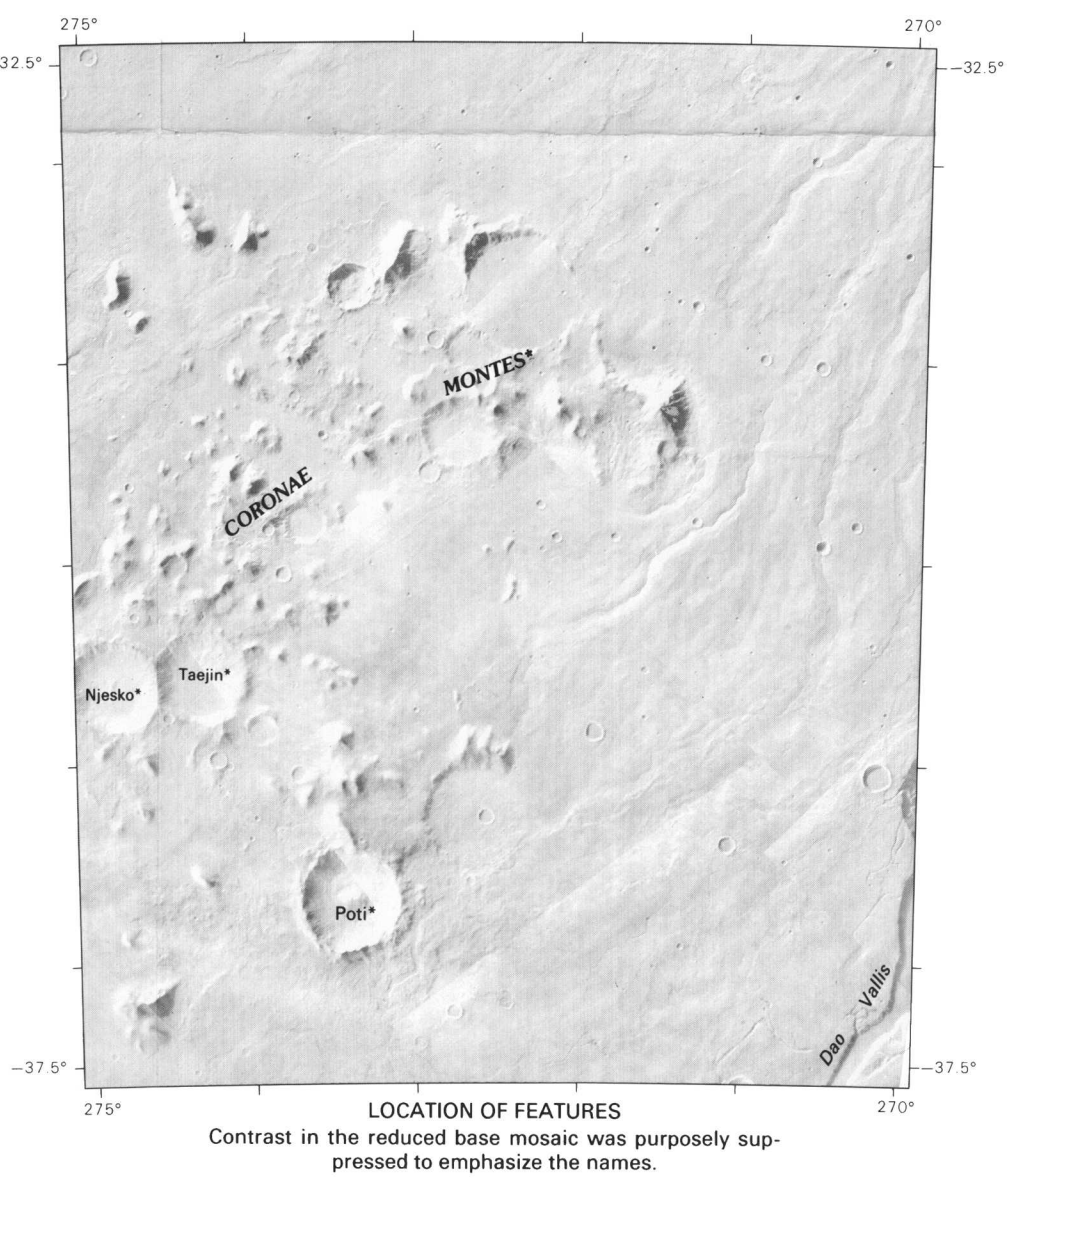 275°
270°
32.5°
−32.5°
MONTES*
CORONAE
Taejin*
Njesko*
Poti*
Vallis
Dao
−37.5°
−37.5°
275°
270°
LOCATION OF FEATURES
Contrast in the reduced base mosaic was purposely sup-
pressed to emphasize the names.